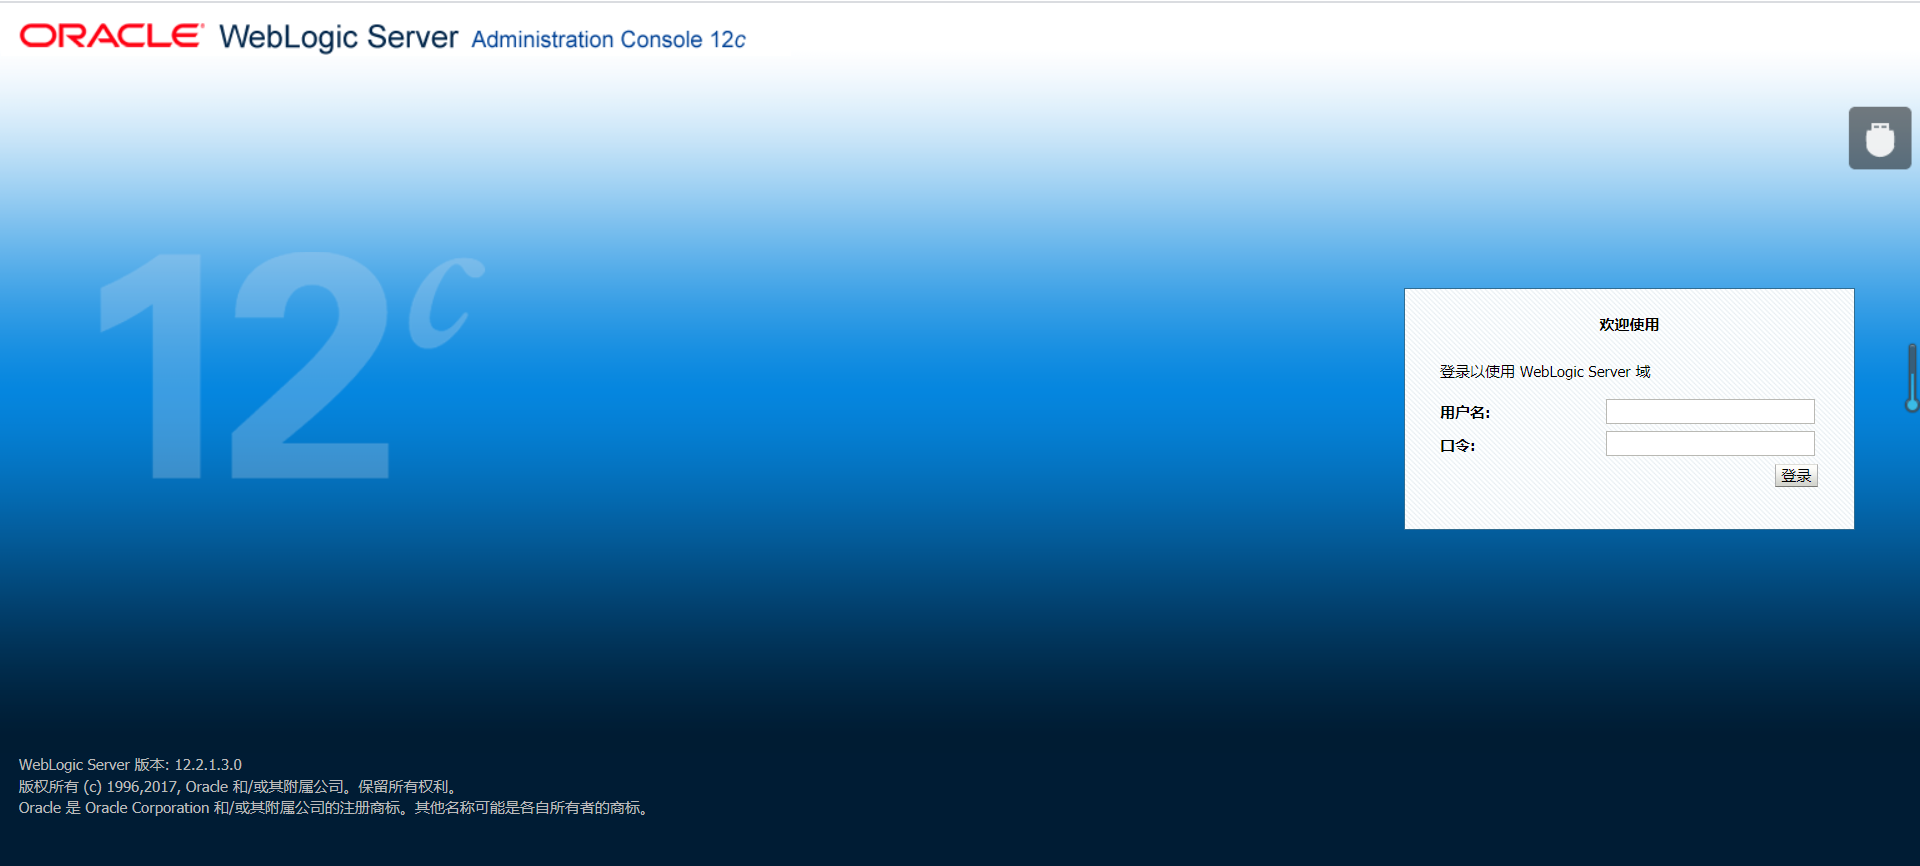 ORACLE WebLogic Server Administration Console 12c
12c
欢迎使用
登录以使用 WebLogic Server 域
用户名:
口令:
登录
WebLogic Server 版本: 12.2.1.3.0
版权所有 (c) 1996,2017, Oracle 和/或其附属公司。保留所有权利。
Oracle 是 Oracle Corporation 和/或其附属公司的注册商标。其他名称可能是各自所有者的商标。